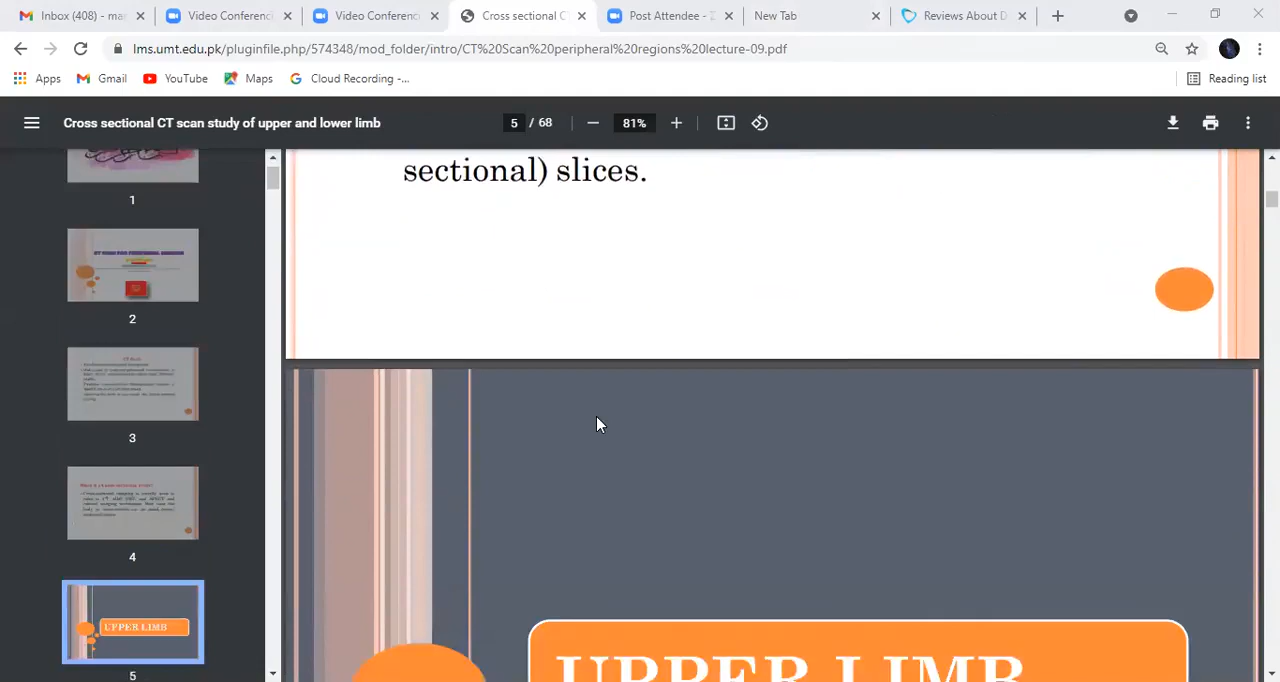 Inbox (408) - ma
Video Conferenc
Video Conferenc
Cross sectional C
Post Attendee - Z
New Tab
Reviews About D
lms.umt.edu.pk/pluginfile.php/574348/mod_folder/intro/CT%20Scan%20peripheral%20regions%20lecture-09.pdf
Apps
Gmail
YouTube
Maps
Cloud Recording -...
Reading list
Cross sectional CT scan study of upper and lower limb
5 / 68
81%
sectional) slices.
1
2
3
4
UPPER LIMB
5
UPPER LIMB